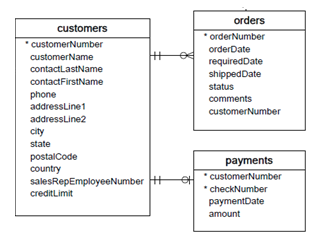 customers
* customerNumber
customerName
contactLastName
contactFirstName
phone
addressLine1
addressLine2
city
state
postalCode
country
salesRepEmployeeNumber
creditLimit
orders
* orderNumber
orderDate
requiredDate
shippedDate
status
comments
customerNumber
payments
* customerNumber
* checkNumber
paymentDate
amount